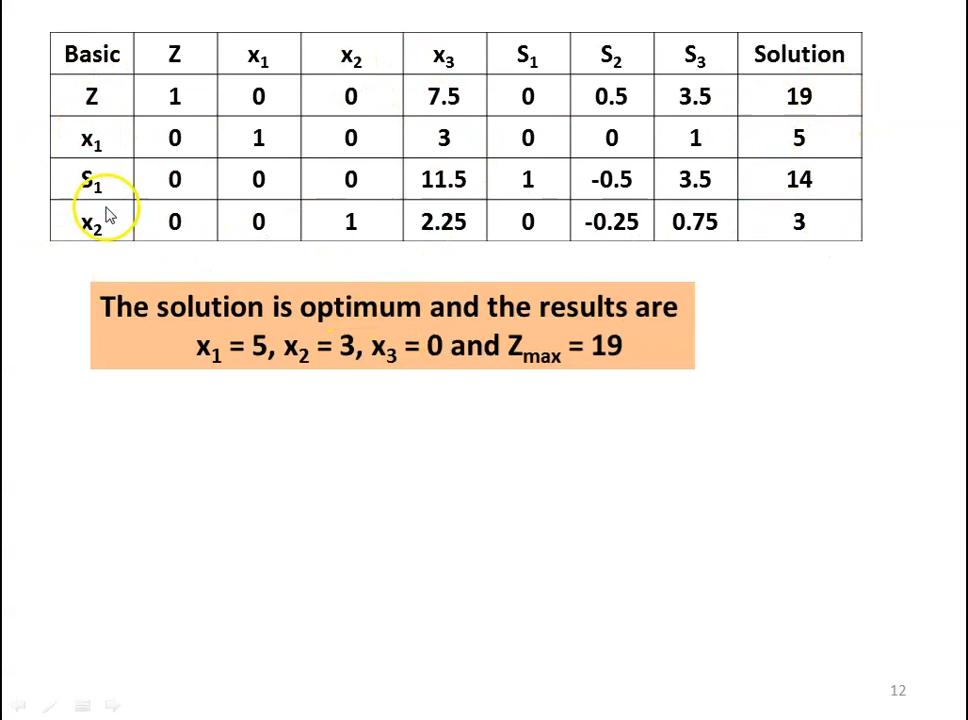 Basic Z x₁ x₂ x₃ S₁ S₂ S₃ Solution
Z 1 0 0 7.5 0 0.5 3.5 19
x₁ 0 1 0 3 0 0 1 5
S₁ 0 0 0 11.5 1 -0.5 3.5 14
x₂ 0 0 1 2.25 0 -0.25 0.75 3
The solution is optimum and the results are
x₁ = 5, x₂ = 3, x₃ = 0 and Zmax = 19
12